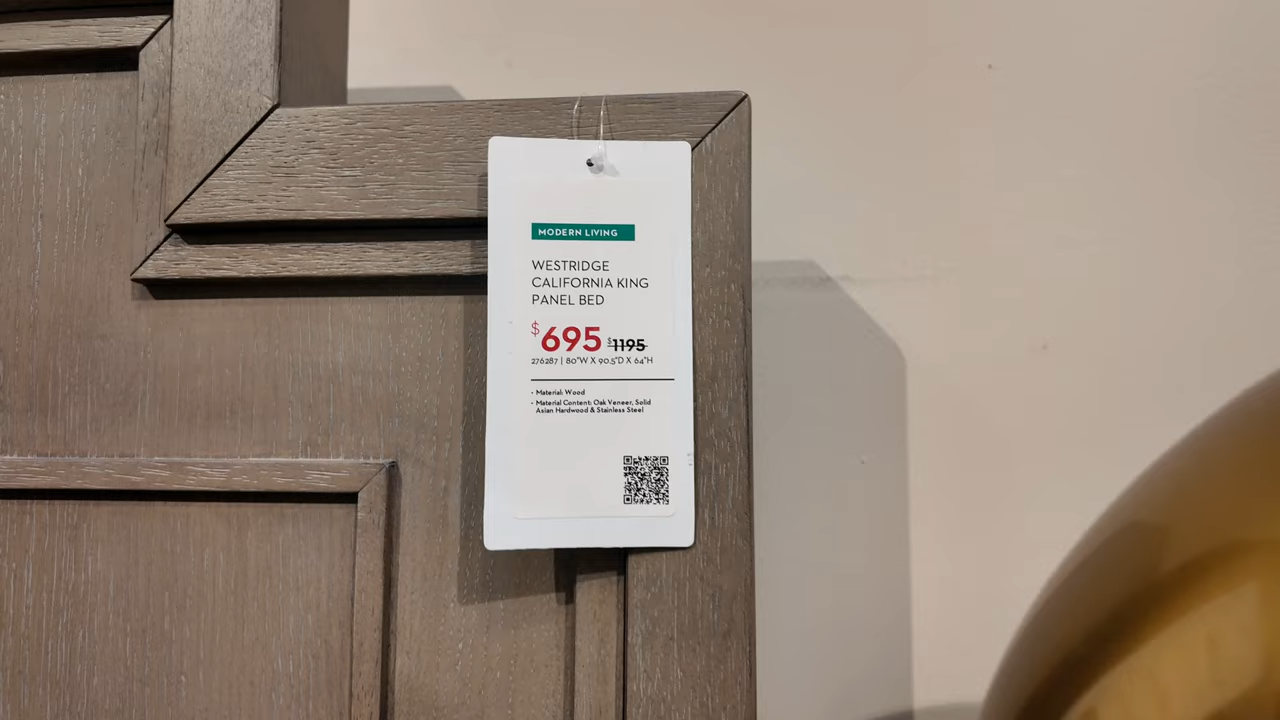 MODERN LIVING
WESTRIDGE
CALIFORNIA KING
PANEL BED
$695 $1195
276287 | 80"W X 90.5"D X 64"H
• Material: Wood
• Material Content: Oak Veneer, Solid
Asian Hardwood & Stainless Steel